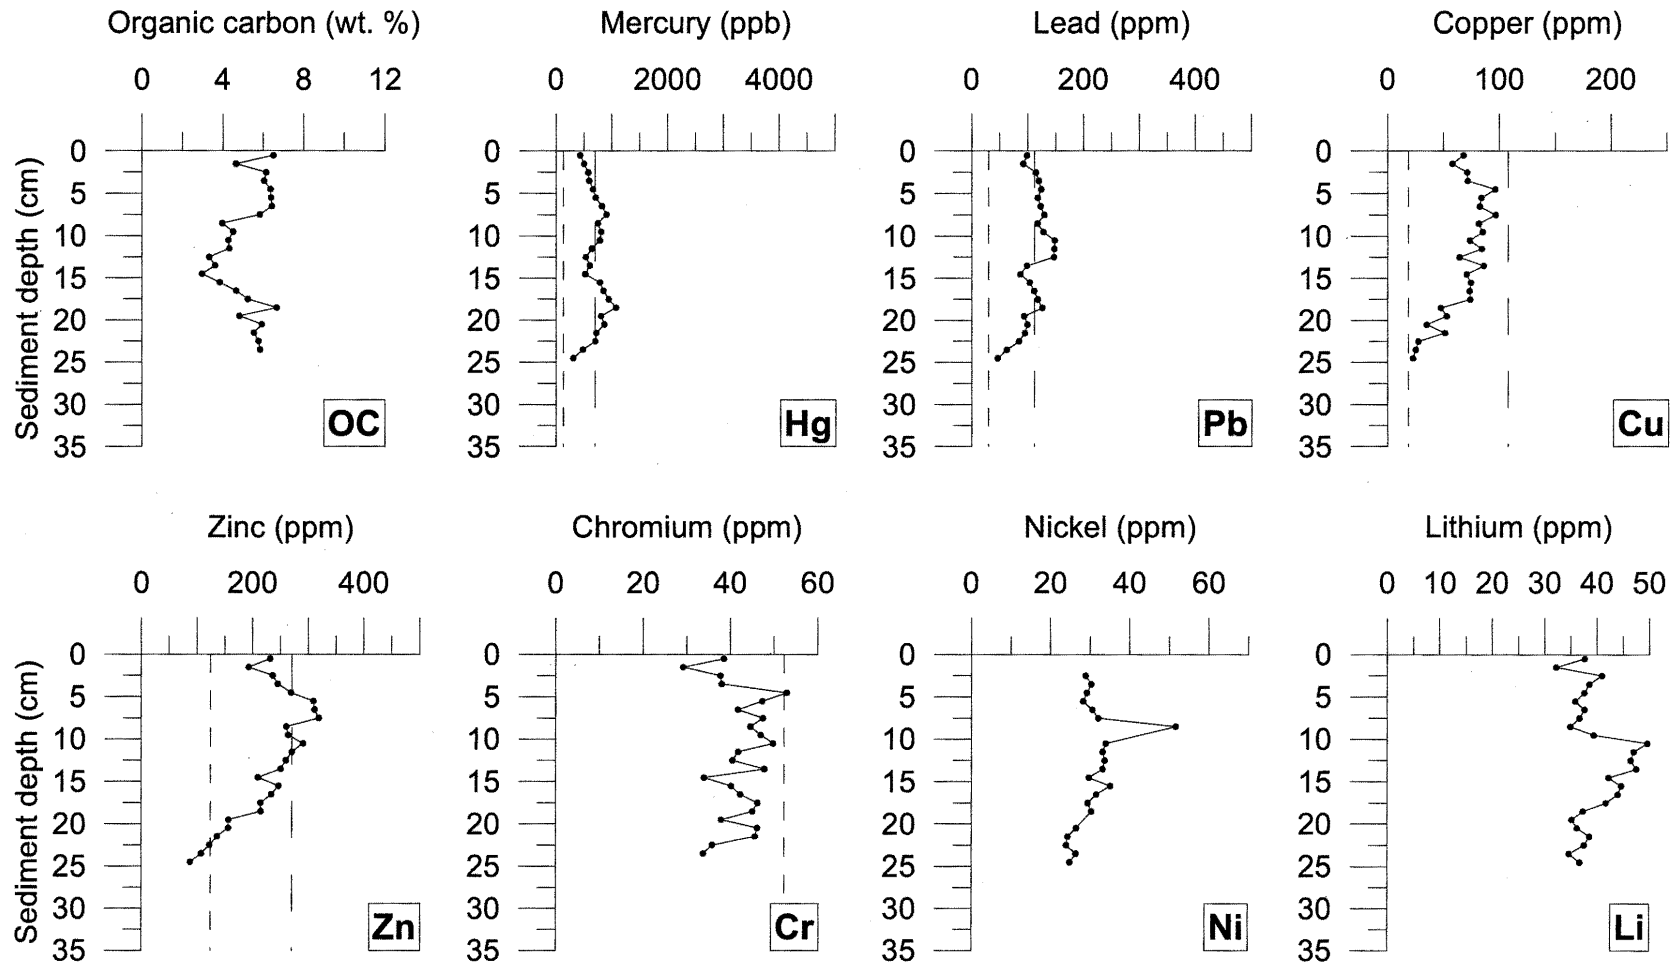 Organic carbon (wt. %)
0 4 8 12
Sediment depth (cm)
0
5
10
15
20
25
30
35
OC
Mercury (ppb)
0 2000 4000
0
5
10
15
20
25
30
35
Hg
Lead (ppm)
0 200 400
0
5
10
15
20
25
30
35
Pb
Copper (ppm)
0 100 200
0
5
10
15
20
25
30
35
Cu
Zinc (ppm)
0 200 400
Sediment depth (cm)
0
5
10
15
20
25
30
35
Zn
Chromium (ppm)
0 20 40 60
0
5
10
15
20
25
30
35
Cr
Nickel (ppm)
0 20 40 60
0
5
10
15
20
25
30
35
Ni
Lithium (ppm)
0 10 20 30 40 50
0
5
10
15
20
25
30
35
Li